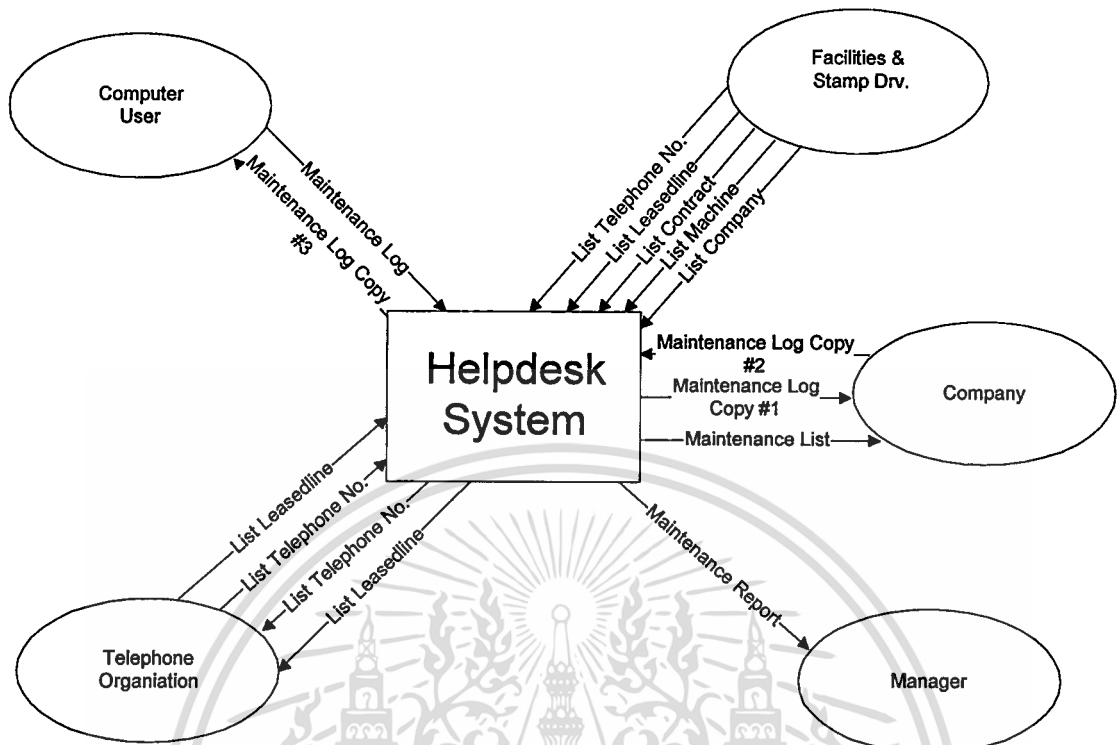 Computer
User
Facilities &
Stamp Drv.
Maintenance Log
Maintenance Log Copy
#3
List Telephone No.
List Leasedline
List Contract
List Machine
List Company
Helpdesk
System
Maintenance Log Copy
#2
Maintenance Log
Copy #1
Maintenance List
Company
List Leasedline
List Telephone No.
List Telephone No.
List Leasedline
Maintenance Report
Telephone
Organiation
Manager